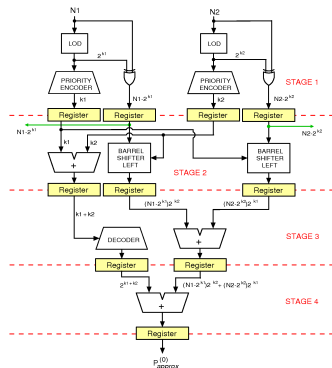 N1 N2
LOD LOD
2^k1 2^k2
PRIORITY ENCODER PRIORITY ENCODER
STAGE 1
k1 N1-2^k1 k2 N2-2^k2
Register Register Register Register
N1-2^k1 N2-2^k2
k1 k2
+
BARREL SHIFTER LEFT BARREL SHIFTER LEFT
STAGE 2
Register Register Register
(N1-2^k1)2^k2 (N2-2^k2)2^k1
k1+k2
DECODER
+
STAGE 3
Register Register
2^k1+k2 (N1-2^k1)2^k2 + (N2-2^k2)2^k1
+
STAGE 4
Register
P^(0)_approx